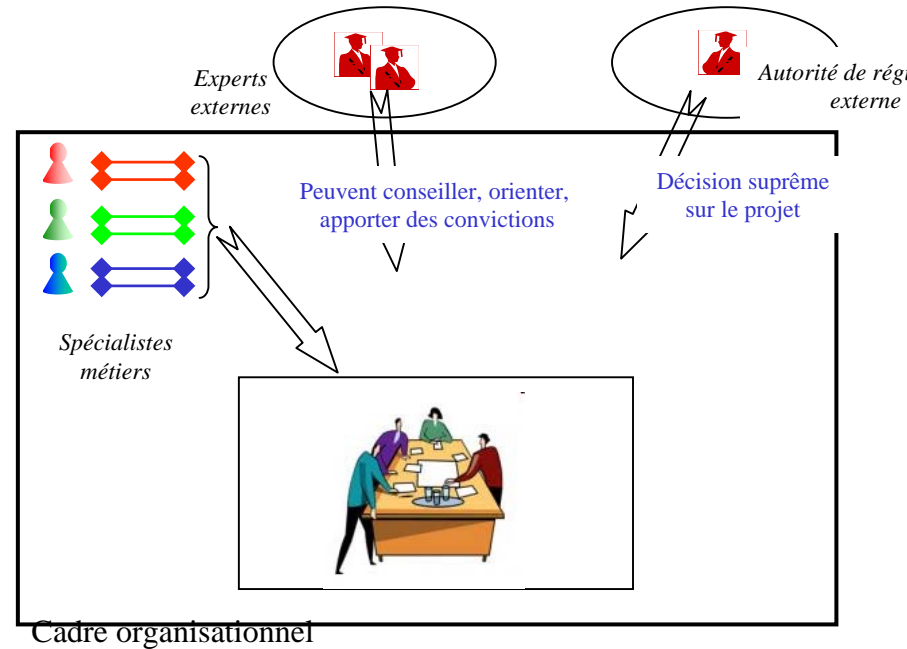 Experts
externes
Autorité de
externe
Peuvent conseiller, orienter,
apporter des convictions
Décision suprême
sur le projet
Spécialistes
métiers
Cadre organisationnel